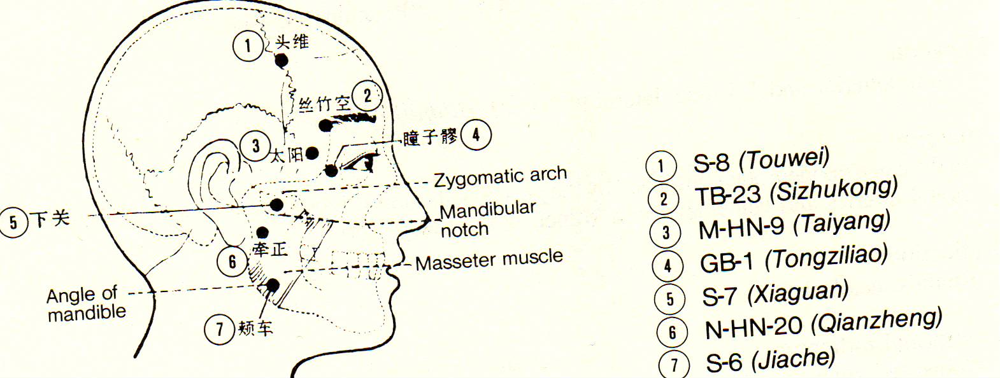 1 头维
丝竹空 2
3 太阳
瞳子髎 4
Zygomatic arch
5 下关
Mandibular
notch
牵正
6
Masseter muscle
Angle of
mandible
7 颊车
1 S-8 (Touwei)
2 TB-23 (Sizhukong)
3 M-HN-9 (Taiyang)
4 GB-1 (Tongziliao)
5 S-7 (Xiaguan)
6 N-HN-20 (Qianzheng)
7 S-6 (Jiache)